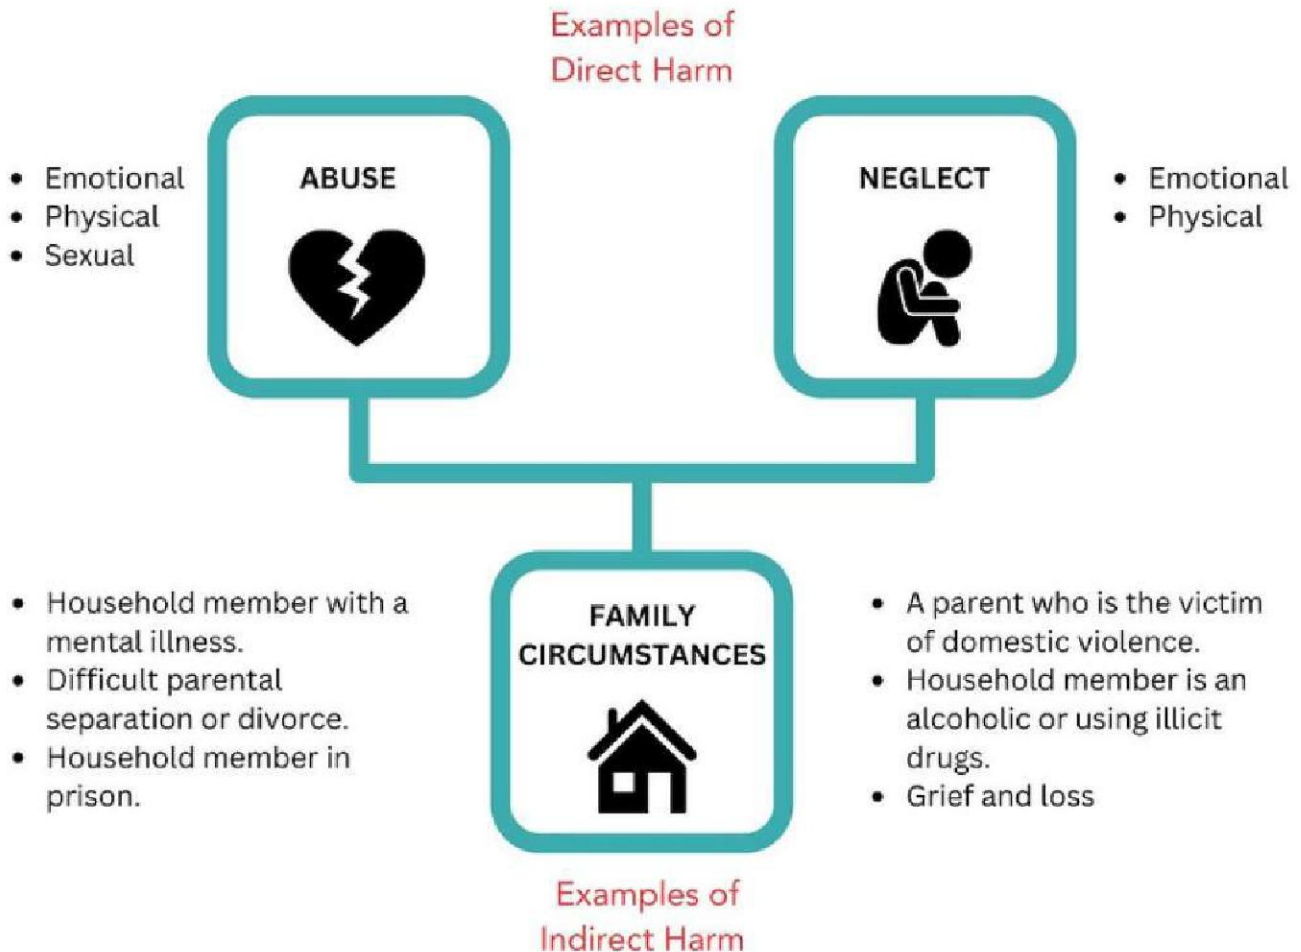 Examples of
Direct Harm
• Emotional
• Physical
• Sexual
ABUSE
NEGLECT
• Emotional
• Physical
• Household member with a
mental illness.
• Difficult parental
separation or divorce.
• Household member in
prison.
FAMILY
CIRCUMSTANCES
• A parent who is the victim
of domestic violence.
• Household member is an
alcoholic or using illicit
drugs.
• Grief and loss
Examples of
Indirect Harm